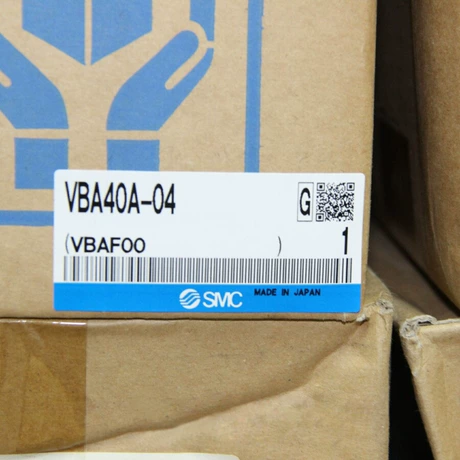 VBA40A-04
G
(VBAF00 )
1
SMC MADE IN JAPAN